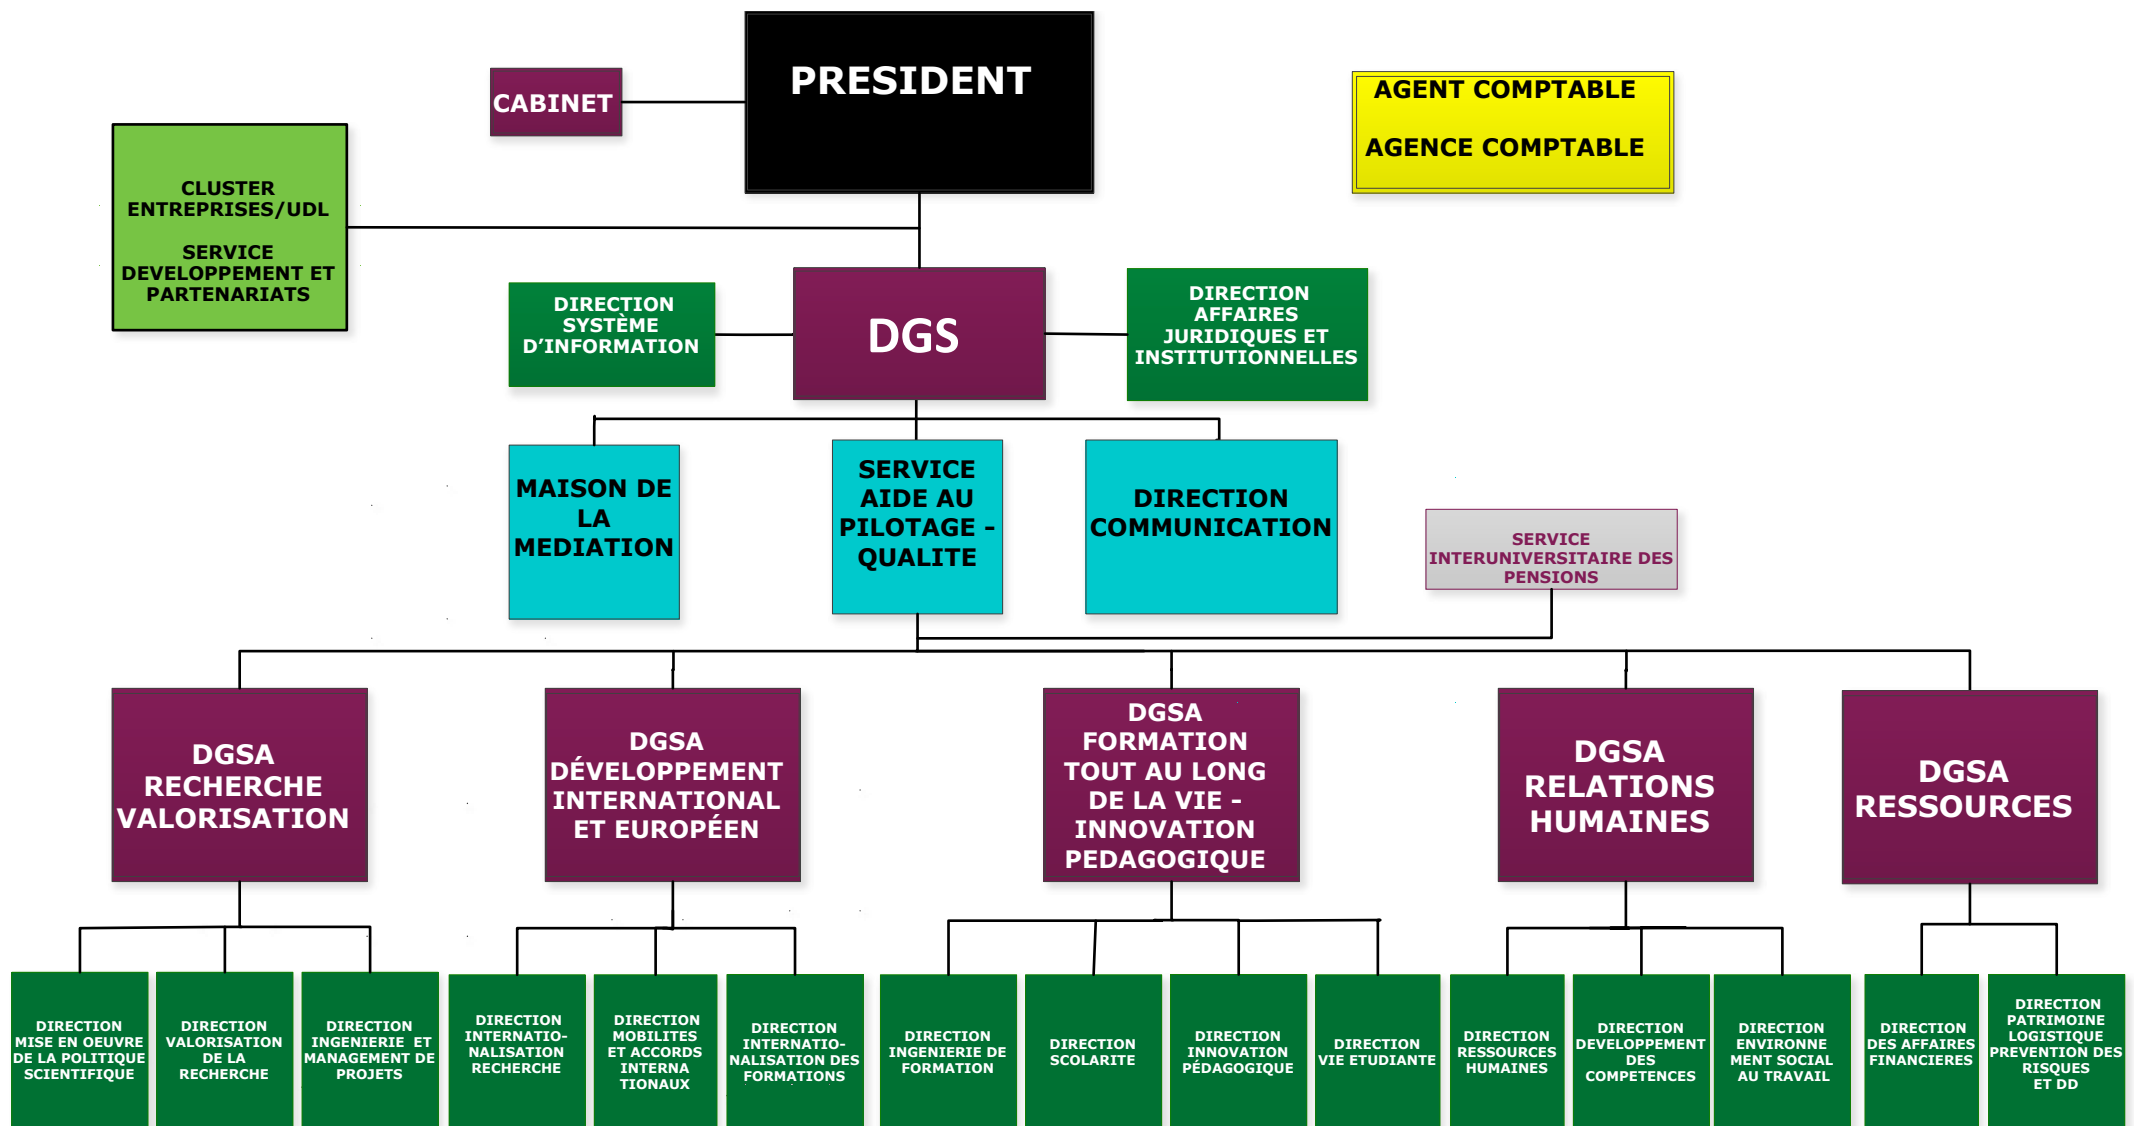 PRESIDENT
CABINET
AGENT COMPTABLE
AGENCE COMPTABLE
CLUSTER
ENTREPRISES/UDL
SERVICE
DEVELOPPEMENT ET
PARTENARIATS
DIRECTION
SYSTÈME
D'INFORMATION
DGS
DIRECTION
AFFAIRES
JURIDIQUES ET
INSTITUTIONNELLES
MAISON DE
LA
MEDIATION
SERVICE
AIDE AU
PILOTAGE -
QUALITE
DIRECTION
COMMUNICATION
SERVICE
INTERUNIVERSITAIRE DES
PENSIONS
DGSA
RECHERCHE
VALORISATION
DGSA
DÉVELOPPEMENT
INTERNATIONAL
ET EUROPÉEN
DGSA
FORMATION
TOUT AU LONG
DE LA VIE -
INNOVATION
PEDAGOGIQUE
DGSA
RELATIONS
HUMAINES
DGSA
RESSOURCES
DIRECTION
MISE EN OEUVRE
DE LA POLITIQUE
SCIENTIFIQUE
DIRECTION
VALORISATION
DE LA
RECHERCHE
DIRECTION
INGENIERIE ET
MANAGEMENT DE
PROJETS
DIRECTION
INTERNATIO-
NALISATION
RECHERCHE
DIRECTION
MOBILITES
ET ACCORDS
INTERNA
TIONAUX
DIRECTION
INTERNATIO-
NALISATION DES
FORMATIONS
DIRECTION
INGENIERIE DE
FORMATION
DIRECTION
SCOLARITE
DIRECTION
INNOVATION
PÉDAGOGIQUE
DIRECTION
VIE ETUDIANTE
DIRECTION
RESSOURCES
HUMAINES
DIRECTION
DEVELOPPEMENT
DES
COMPETENCES
DIRECTION
ENVIRONNE
MENT SOCIAL
AU TRAVAIL
DIRECTION
DES AFFAIRES
FINANCIERES
DIRECTION
PATRIMOINE
LOGISTIQUE
PREVENTION DES
RISQUES
ET DD